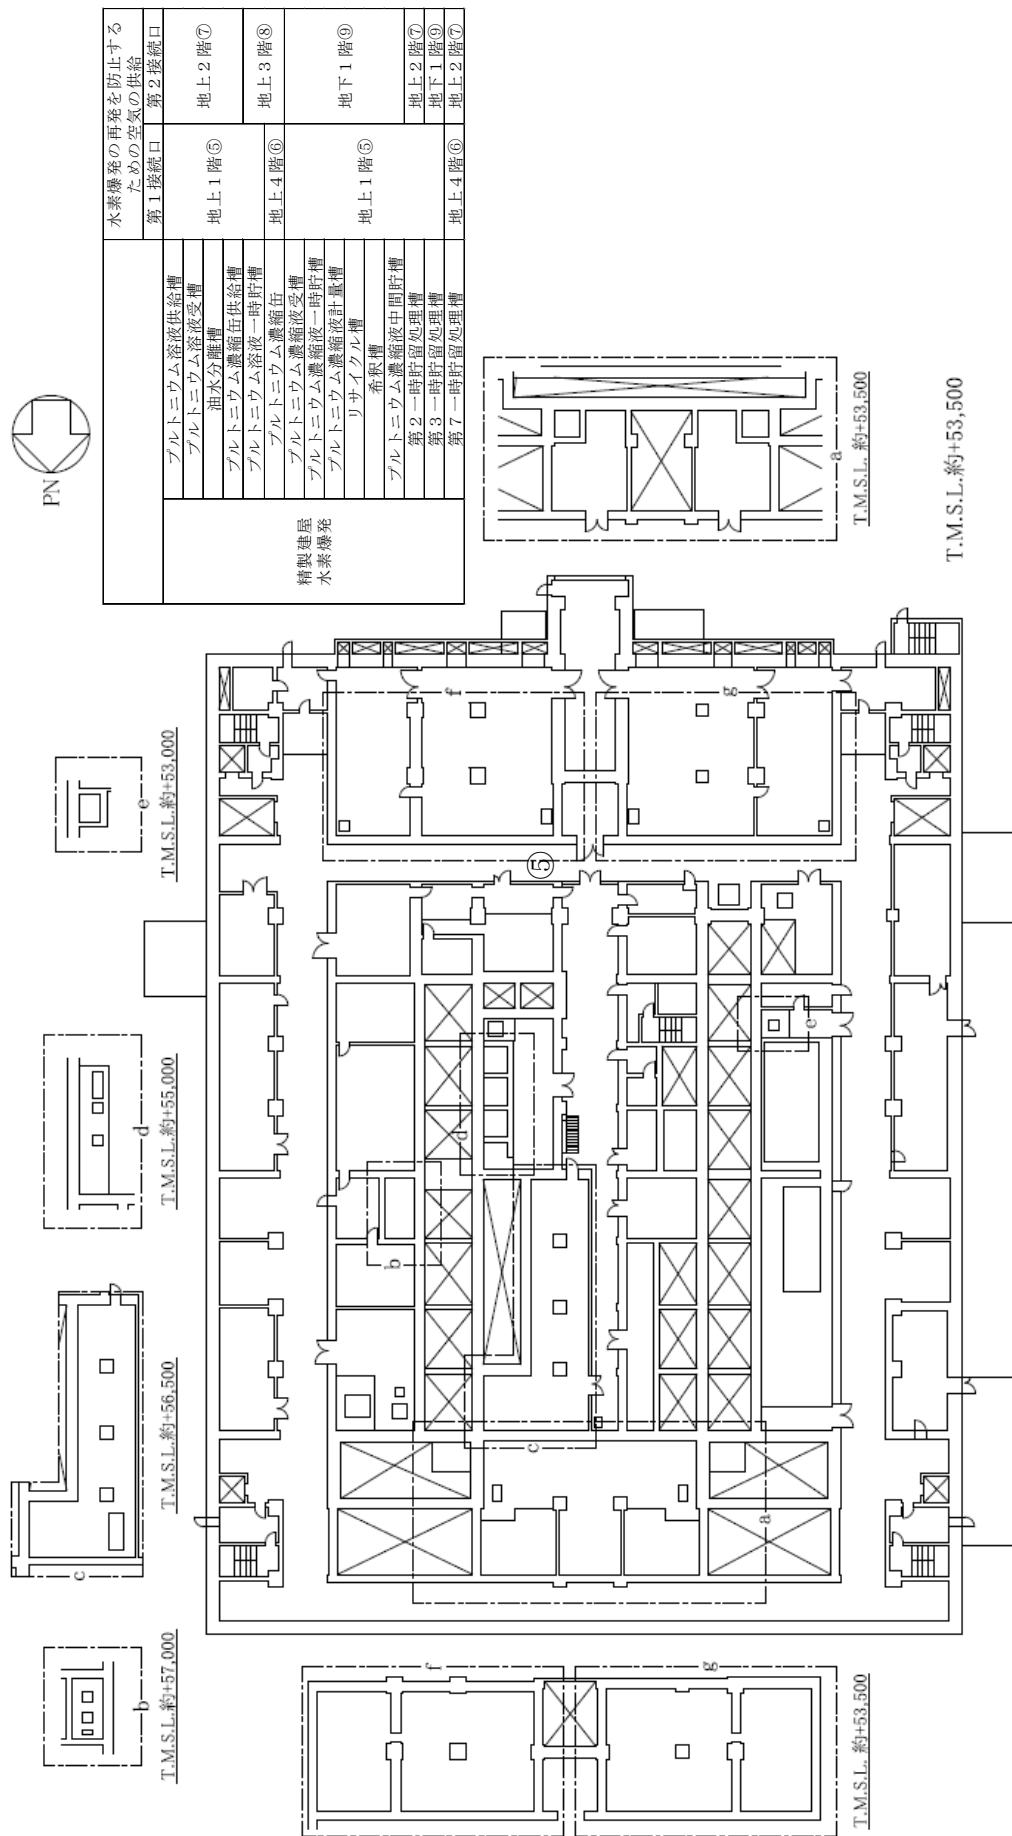 水素爆発の再発を防止する
ための空気の供給
第1接続口
第2接続口
精製建屋
水素爆発
プルトニウム溶液供給槽
プルトニウム溶液受槽
油水分離槽
プルトニウム濃縮缶供給槽
プルトニウム溶液一時貯槽
プルトニウム濃縮缶
プルトニウム濃縮液受槽
プルトニウム濃縮液一時貯槽
プルトニウム濃縮液計量槽
リサイクル槽
希釈槽
プルトニウム濃縮液中間貯槽
第2一時貯留処理槽
第3一時貯留処理槽
第7一時貯留処理槽
地上1階⑤
地上4階⑥
地上1階⑤
地上4階⑥
地上2階⑦
地上3階⑧
地下1階⑨
地上2階⑦
地下1階⑨
地上2階⑦
PN
b
T.M.S.L.約+57,000
c
T.M.S.L.約+56,500
d
T.M.S.L.約+55,000
e
T.M.S.L.約+53,000
f
g
T.M.S.L. 約+53,500
a
b
c
d
e
f
g
⑤
a
T.M.S.L. 約+53,500
T.M.S.L.約+53,500